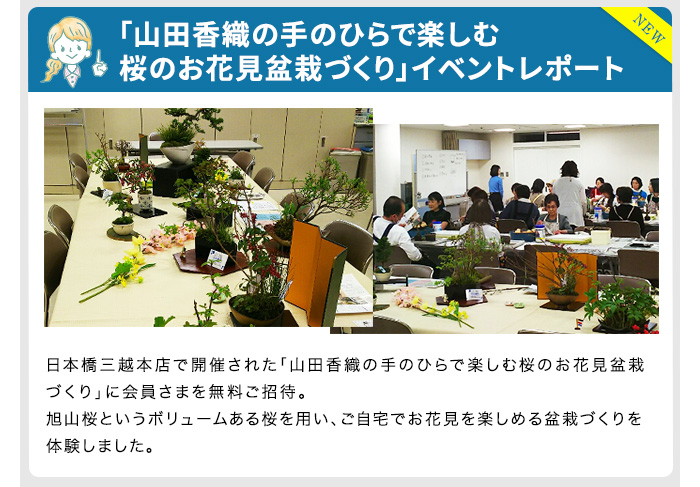 「山田香織の手のひらで楽しむ
桜のお花見盆栽づくり」イベントレポート
NEW
日本橋三越本店で開催された「山田香織の手のひらで楽しむ桜のお花見盆栽
づくり」に会員さまを無料ご招待。
旭山桜というボリュームある桜を用い、ご自宅でお花見を楽しめる盆栽づくりを
体験しました。